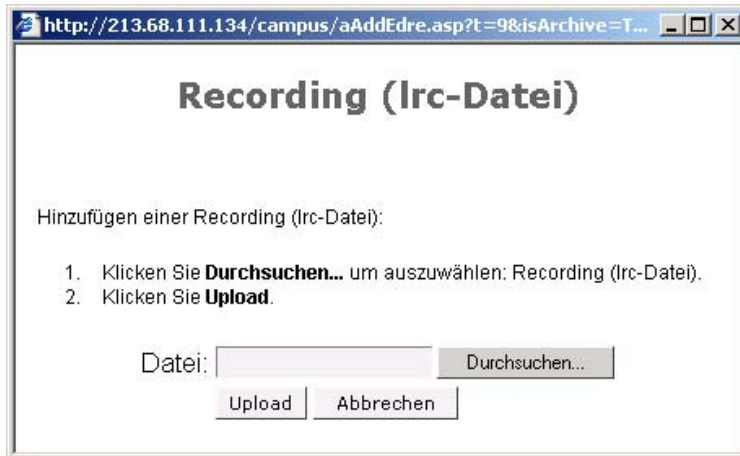 http://213.68.111.134/campus/aAddEdre.asp?t=9&isArchive=T...
Recording (lrc-Datei)
Hinzufügen einer Recording (lrc-Datei):
1. Klicken Sie Durchsuchen... um auszuwählen: Recording (lrc-Datei).
2. Klicken Sie Upload.
Datei: Durchsuchen...
Upload Abbrechen